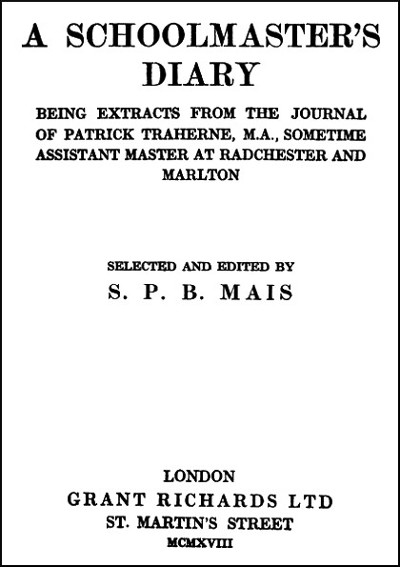 A SCHOOLMASTER'S
DIARY
BEING EXTRACTS FROM THE JOURNAL
OF PATRICK TRAHERNE, M.A., SOMETIME
ASSISTANT MASTER AT RADCHESTER AND
MARLTON
SELECTED AND EDITED BY
S. P. B. MAIS
LONDON
GRANT RICHARDS LTD
ST. MARTIN'S STREET
MCMXVIII